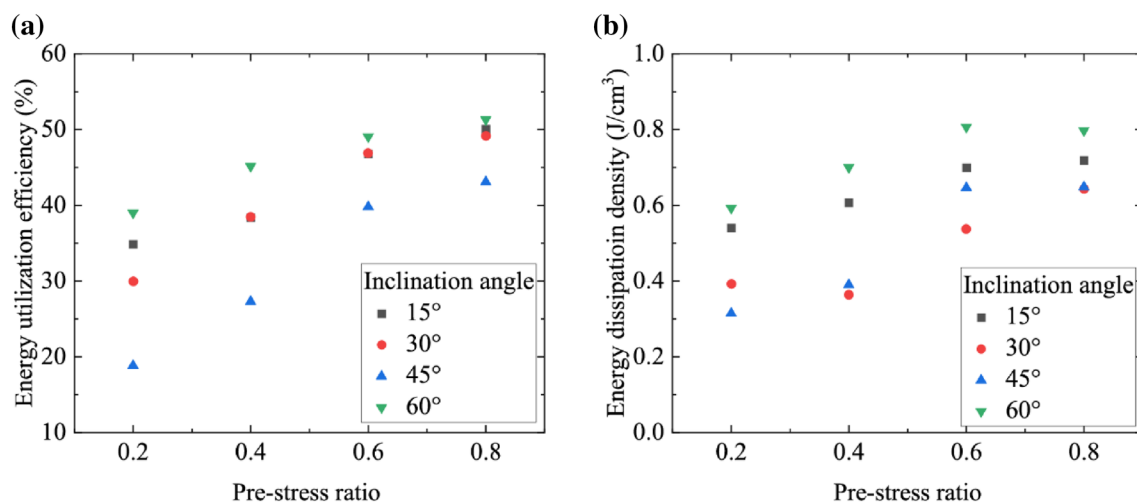 (a)
60
50
40
30
20
10
Energy utilization efficiency (%)
Inclination angle
15°
30°
45°
60°
0.2 0.4 0.6 0.8
Pre-stress ratio
(b)
1.0
0.8
0.6
0.4
0.2
0.0
Energy dissipatioin density (J/cm³)
Inclination angle
15°
30°
45°
60°
0.2 0.4 0.6 0.8
Pre-stress ratio